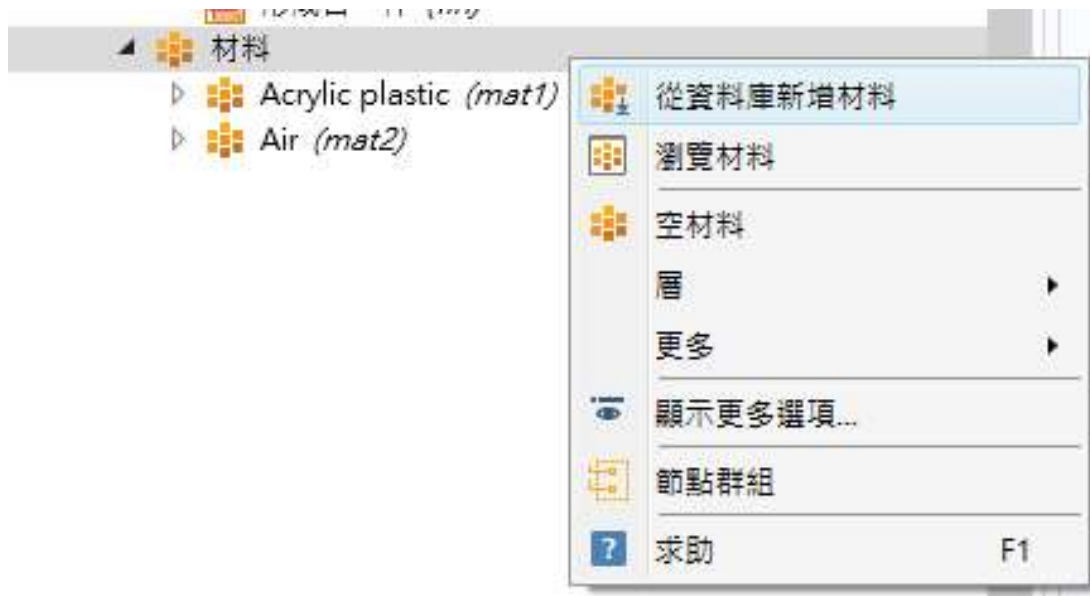 材料
Acrylic plastic (mat1)
Air (mat2)
從資料庫新增材料
瀏覽材料
空材料
層
更多
顯示更多選項...
節點群組
求助 F1